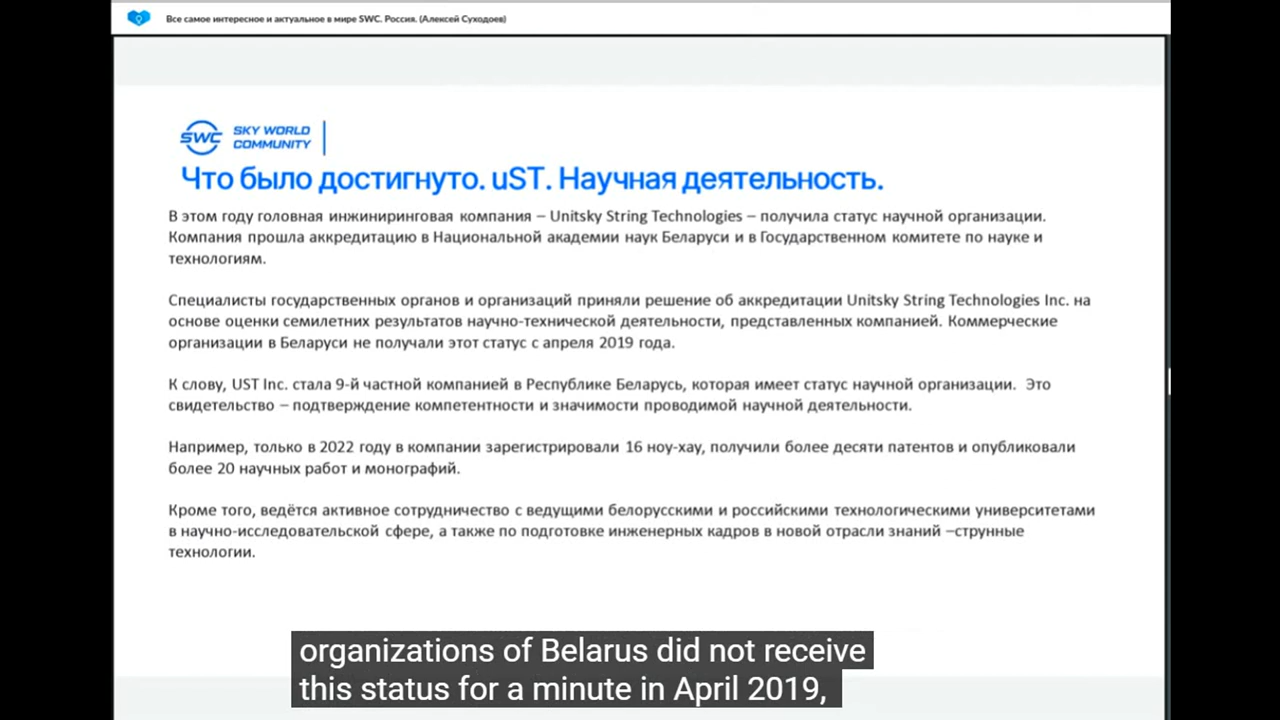 Все самое интересное и актуальное в мире SWC. Россия. (Алексей Суходоев)
SWC
SKY WORLD
COMMUNITY
Что было достигнуто. uST. Научная деятельность.
В этом году головная инжиниринговая компания – Unitsky String Technologies – получила статус научной организации.
Компания прошла аккредитацию в Национальной академии наук Беларуси и в Государственном комитете по науке и
технологиям.
Специалисты государственных органов и организаций приняли решение об аккредитации Unitsky String Technologies Inc. на
основе оценки семилетних результатов научно-технической деятельности, представленных компанией. Коммерческие
организации в Беларуси не получали этот статус с апреля 2019 года.
К слову, UST Inc. стала 9-й частной компанией в Республике Беларусь, которая имеет статус научной организации. Это
свидетельство – подтверждение компетентности и значимости проводимой научной деятельности.
Например, только в 2022 году в компании зарегистрировали 16 ноу-хау, получили более десяти патентов и опубликовали
более 20 научных работ и монографий.
Кроме того, ведётся активное сотрудничество с ведущими белорусскими и российскими технологическими университетами
в научно-исследовательской сфере, а также по подготовке инженерных кадров в новой отрасли знаний –струнные
технологии.
organizations of Belarus did not receive
this status for a minute in April 2019,